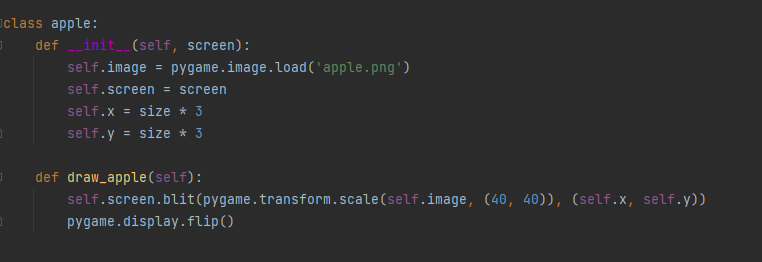 class apple:
    def __init__(self, screen):
        self.image = pygame.image.load('apple.png')
        self.screen = screen
        self.x = size * 3
        self.y = size * 3
    def draw_apple(self):
        self.screen.blit(pygame.transform.scale(self.image, (40, 40)), (self.x, self.y))
        pygame.display.flip()